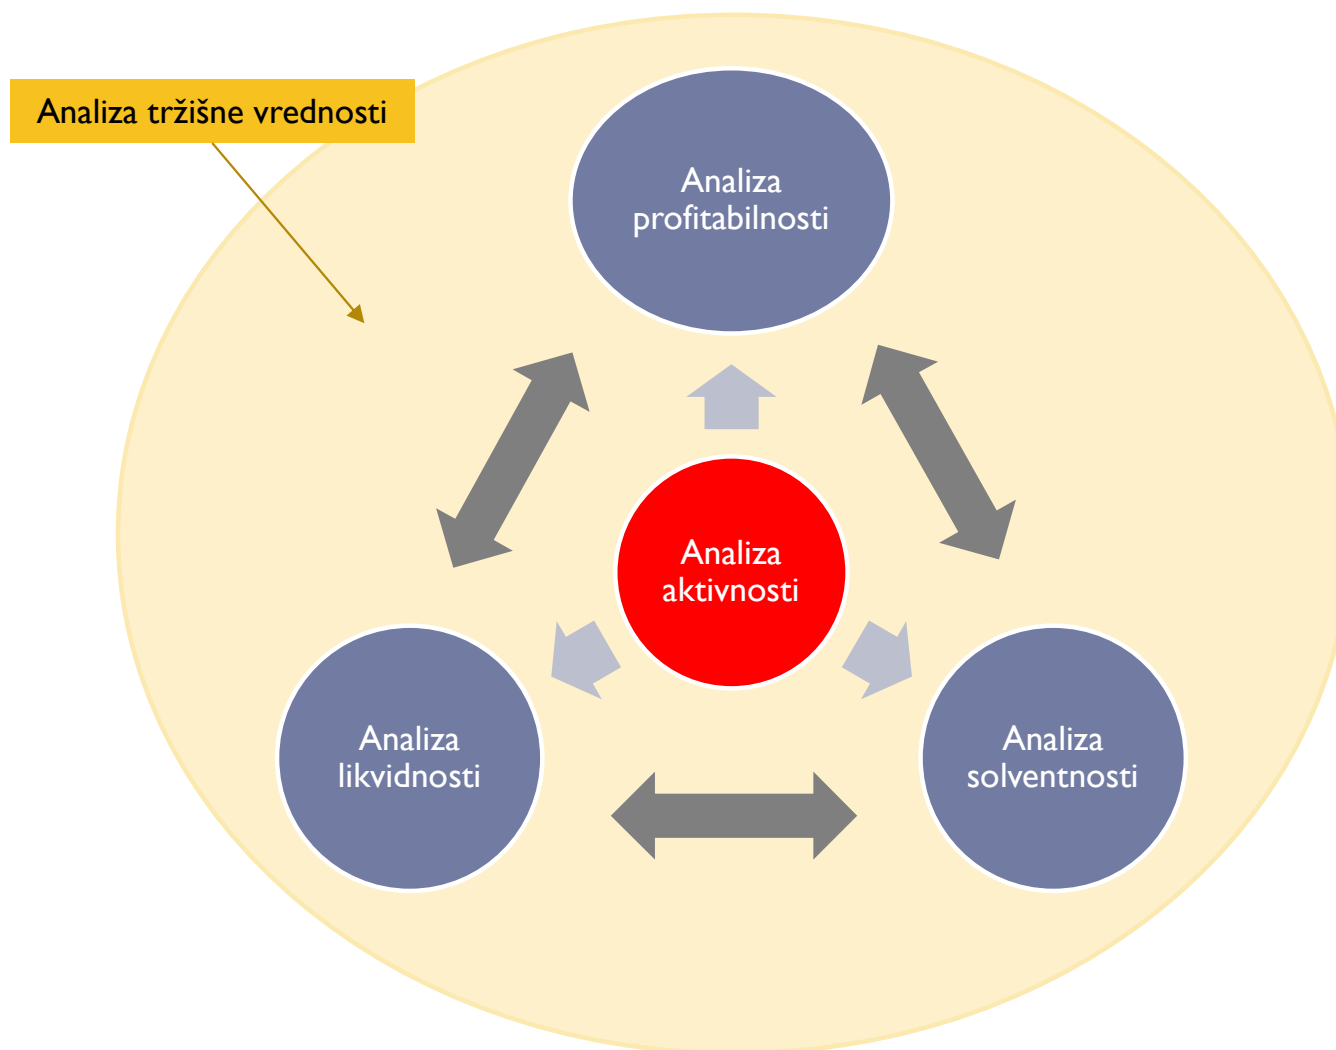 Analiza tržišne vrednosti
Analiza
profitabilnosti
Analiza
aktivnosti
Analiza
likvidnosti
Analiza
solventnosti